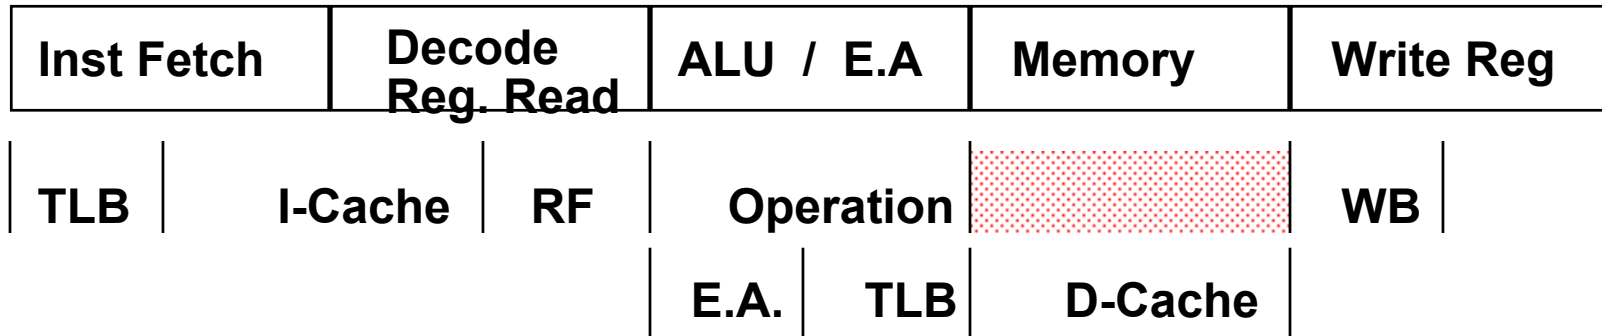 Inst Fetch
Decode
Reg. Read
ALU / E.A
Memory
Write Reg
TLB
I-Cache
RF
Operation
WB
E.A.
TLB
D-Cache